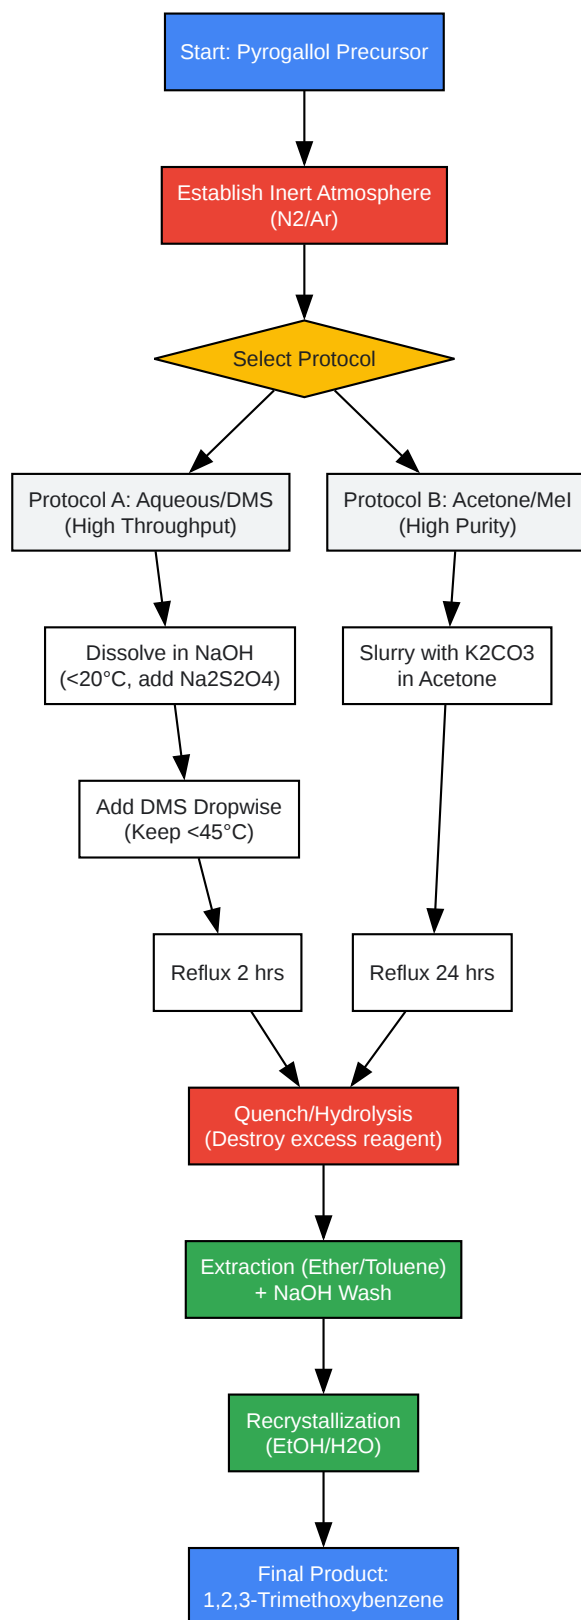 Start: Pyrogallol Precursor
Establish Inert Atmosphere
(N2/Ar)
Select Protocol
Protocol A: Aqueous/DMS
(High Throughput)
Protocol B: Acetone/MeI
(High Purity)
Dissolve in NaOH
(<20°C, add Na2S2O4)
Slurry with K2CO3
in Acetone
Add DMS Dropwise
(Keep <45°C)
Reflux 2 hrs
Reflux 24 hrs
Quench/Hydrolysis
(Destroy excess reagent)
Extraction (Ether/Toluene)
+ NaOH Wash
Recrystallization
(EtOH/H2O)
Final Product:
1,2,3-Trimethoxybenzene